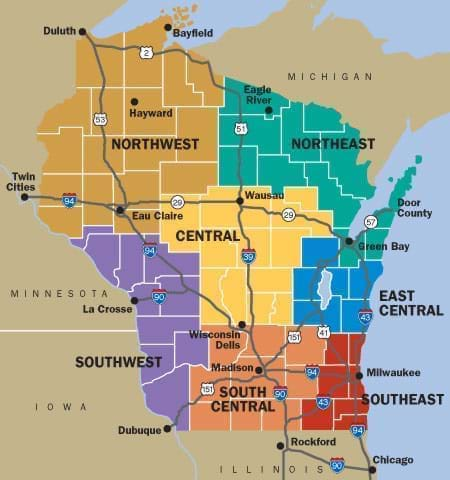 Duluth
Bayfield
2
MICHIGAN
Eagle
River
Hayward
53
51
NORTHWEST
NORTHEAST
Twin
Cities
94
29
Wausau
Door
County
Eau Claire
29
57
CENTRAL
Green Bay
94
39
MINNESOTA
90
La Crosse
EAST
CENTRAL
43
Wisconsin
Dells
151
41
SOUTHWEST
Madison
94
Milwaukee
151
SOUTH
CENTRAL
90
43
SOUTHEAST
IOWA
Dubuque
94
Rockford
ILLINOIS
90
Chicago